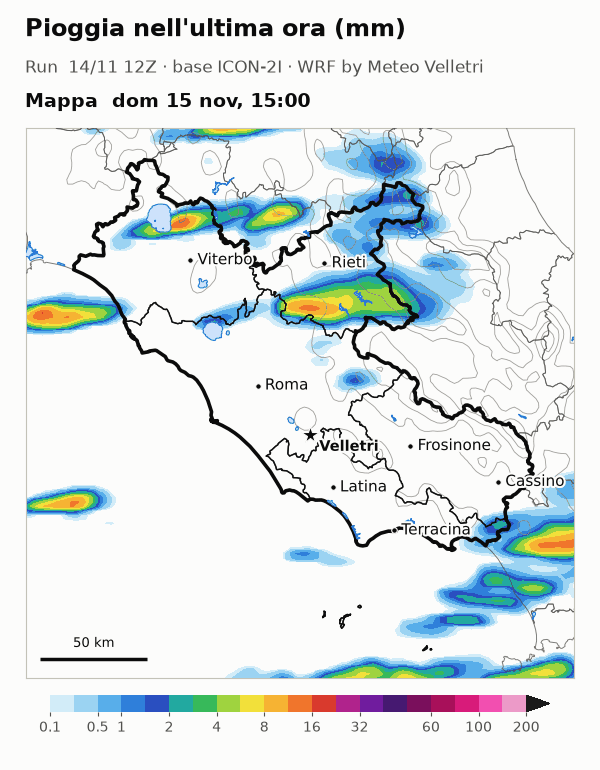 Pioggia nell'ultima ora (mm)
Run  14/11 12Z · base ICON-2I · WRF by Meteo Velletri
Mappa  dom 15 nov, 15:00
Viterbo
Rieti
Roma
Velletri
Frosinone
Latina
Cassino
Terracina
50 km
0.1 0.5 1 2 4 8 16 32 60 100 200